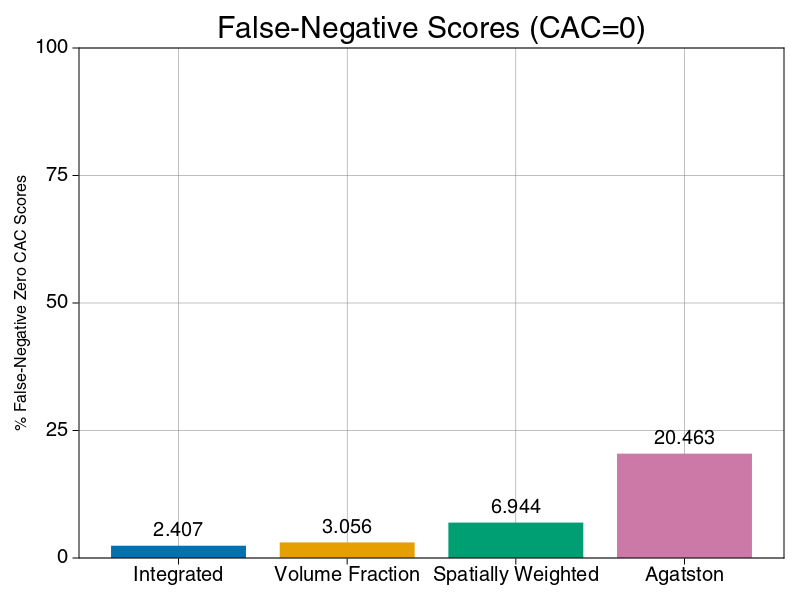 False-Negative Scores (CAC=0)
% False-Negative Zero CAC Scores
100
75
50
25
0
2.407
3.056
6.944
20.463
Integrated
Volume Fraction
Spatially Weighted
Agatston